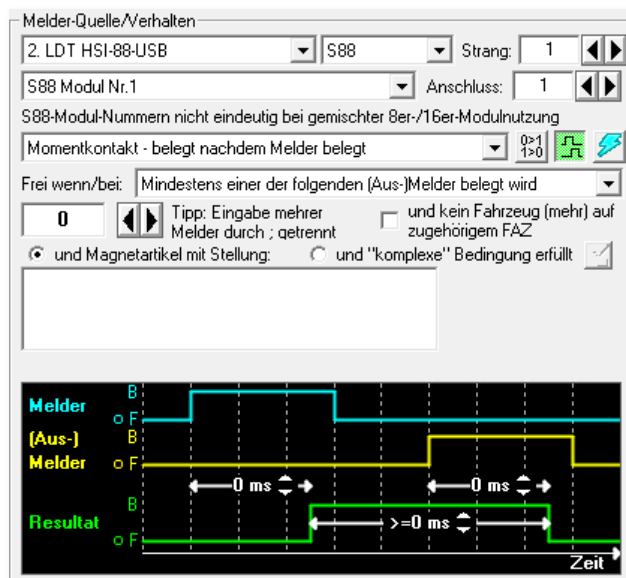 Melder-Quelle/Verhalten
2. LDT HSI-88-USB S88 Strang: 1
S88 Modul Nr.1 Anschluss: 1
S88-Modul-Nummern nicht eindeutig bei gemischter 8er-/16er-Modulnutzung
Momentkontakt - belegt nachdem Melder belegt 0>1
1>0
Frei wenn/bei: Mindestens einer der folgenden (Aus-)Melder belegt wird
0 Tipp: Eingabe mehrer
Melder durch ; getrennt
und kein Fahrzeug (mehr) auf
zugehörigem FAZ
und Magnetartikel mit Stellung: und "komplexe" Bedingung erfüllt
B
Melder
o F
(Aus-) B
Melder o F
0 ms 0 ms
B
Resultat >=0 ms
o F
Zeit